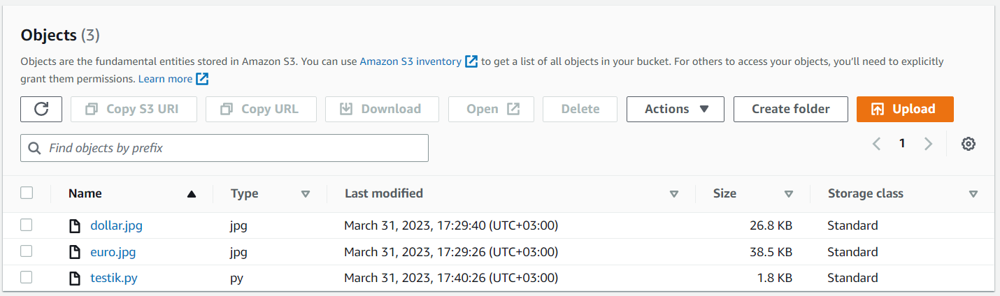 Objects (3)
Objects are the fundamental entities stored in Amazon S3. You can use Amazon S3 inventory to get a list of all objects in your bucket. For others to access your objects, you'll need to explicitly
grant them permissions. Learn more
Copy S3 URI Copy URL Download Open Delete Actions Create folder Upload
Find objects by prefix 1
Name Type Last modified Size Storage class
dollar.jpg jpg March 31, 2023, 17:29:40 (UTC+03:00) 26.8 KB Standard
euro.jpg jpg March 31, 2023, 17:29:26 (UTC+03:00) 38.5 KB Standard
testik.py py March 31, 2023, 17:40:26 (UTC+03:00) 1.8 KB Standard